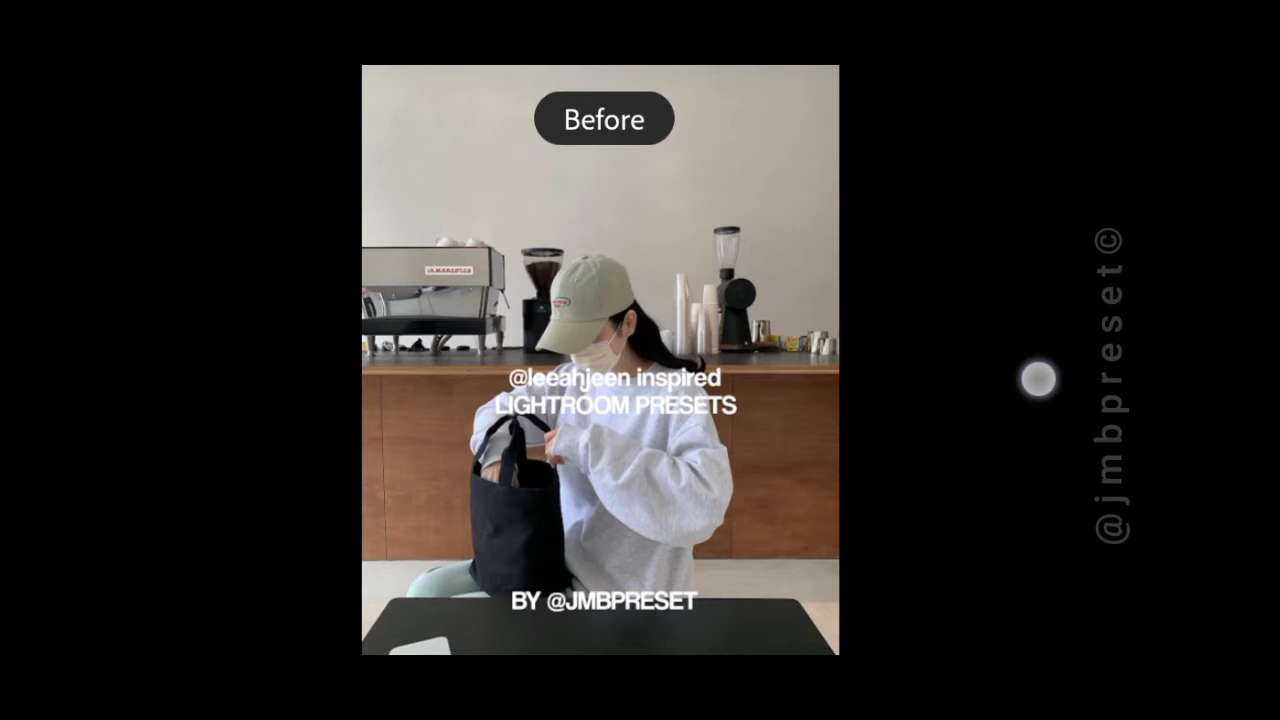 Before
@leeahjeen inspired
LIGHTROOM PRESETS
BY @JMBPRESET
@jmbpreset©